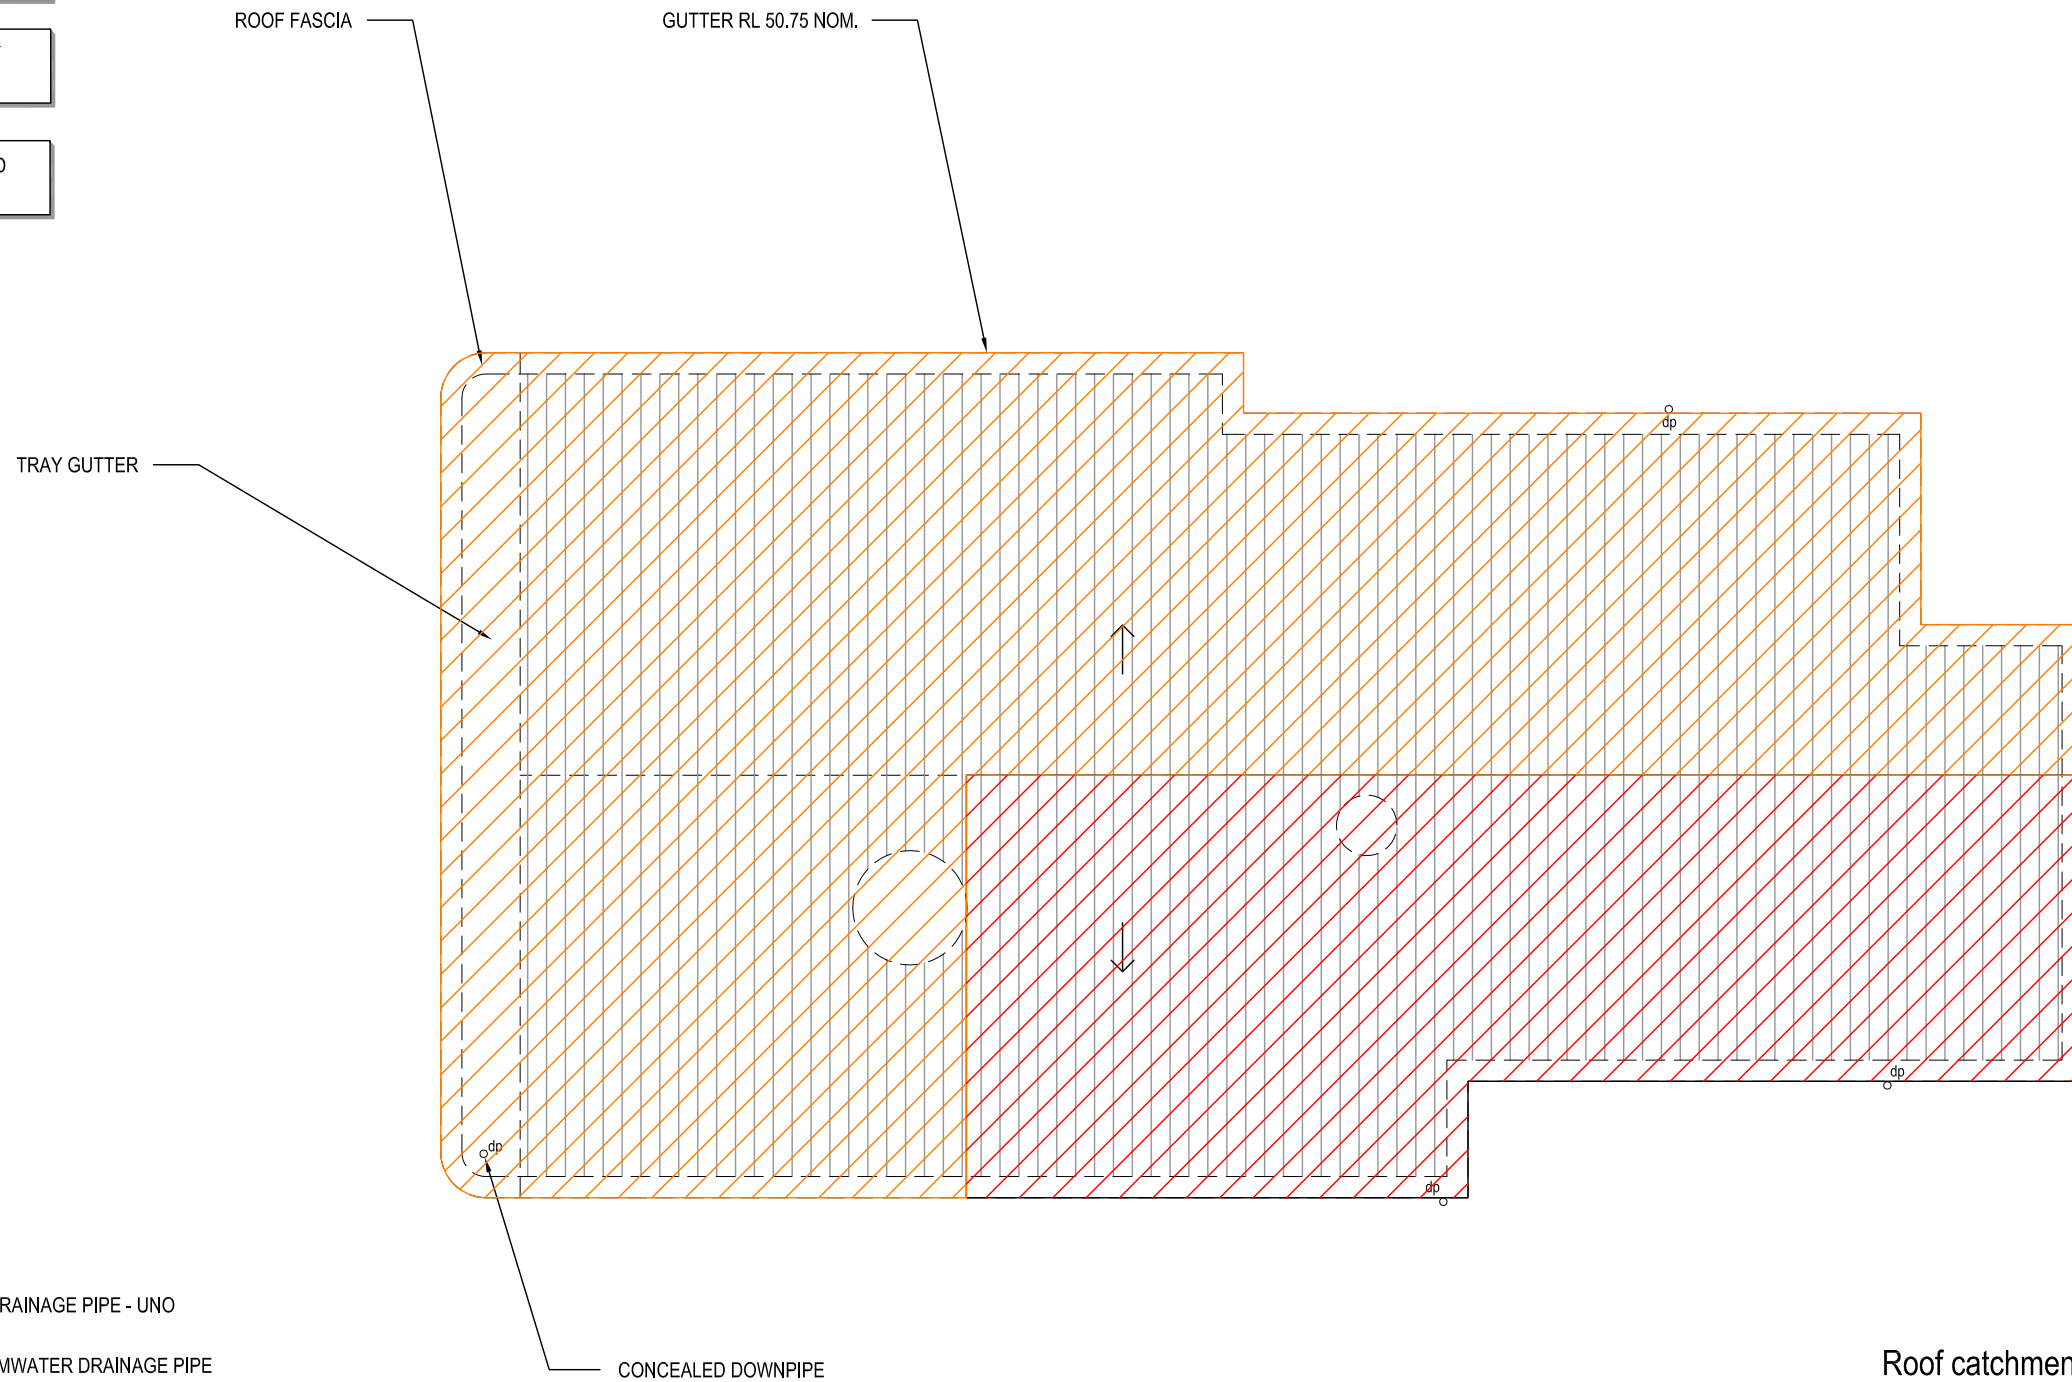 ROOF FASCIA
GUTTER RL 50.75 NOM.
dp
TRAY GUTTER
dp
dp
dp
RAINAGE PIPE - UNO
MWATER DRAINAGE PIPE
CONCEALED DOWNPIPE
Roof catchmen